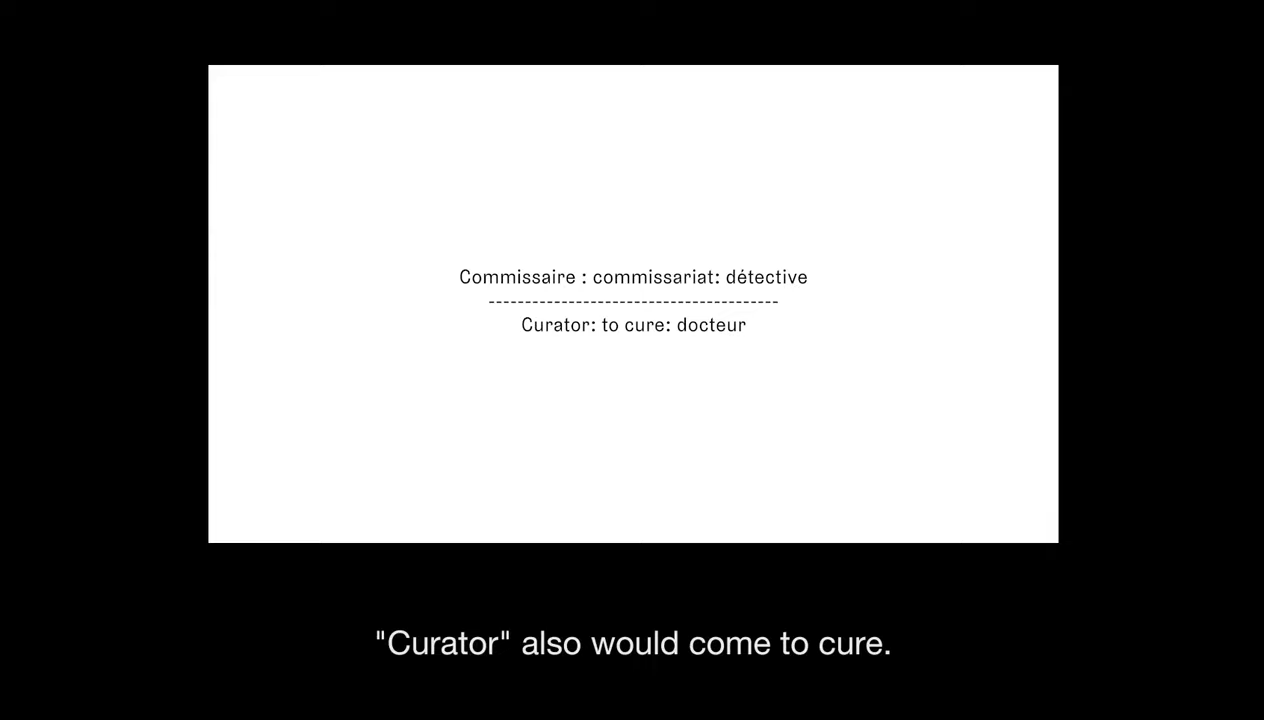 Commissaire : commissariat: détective
----------------------------------------
Curator: to cure: docteur
"Curator" also would come to cure.